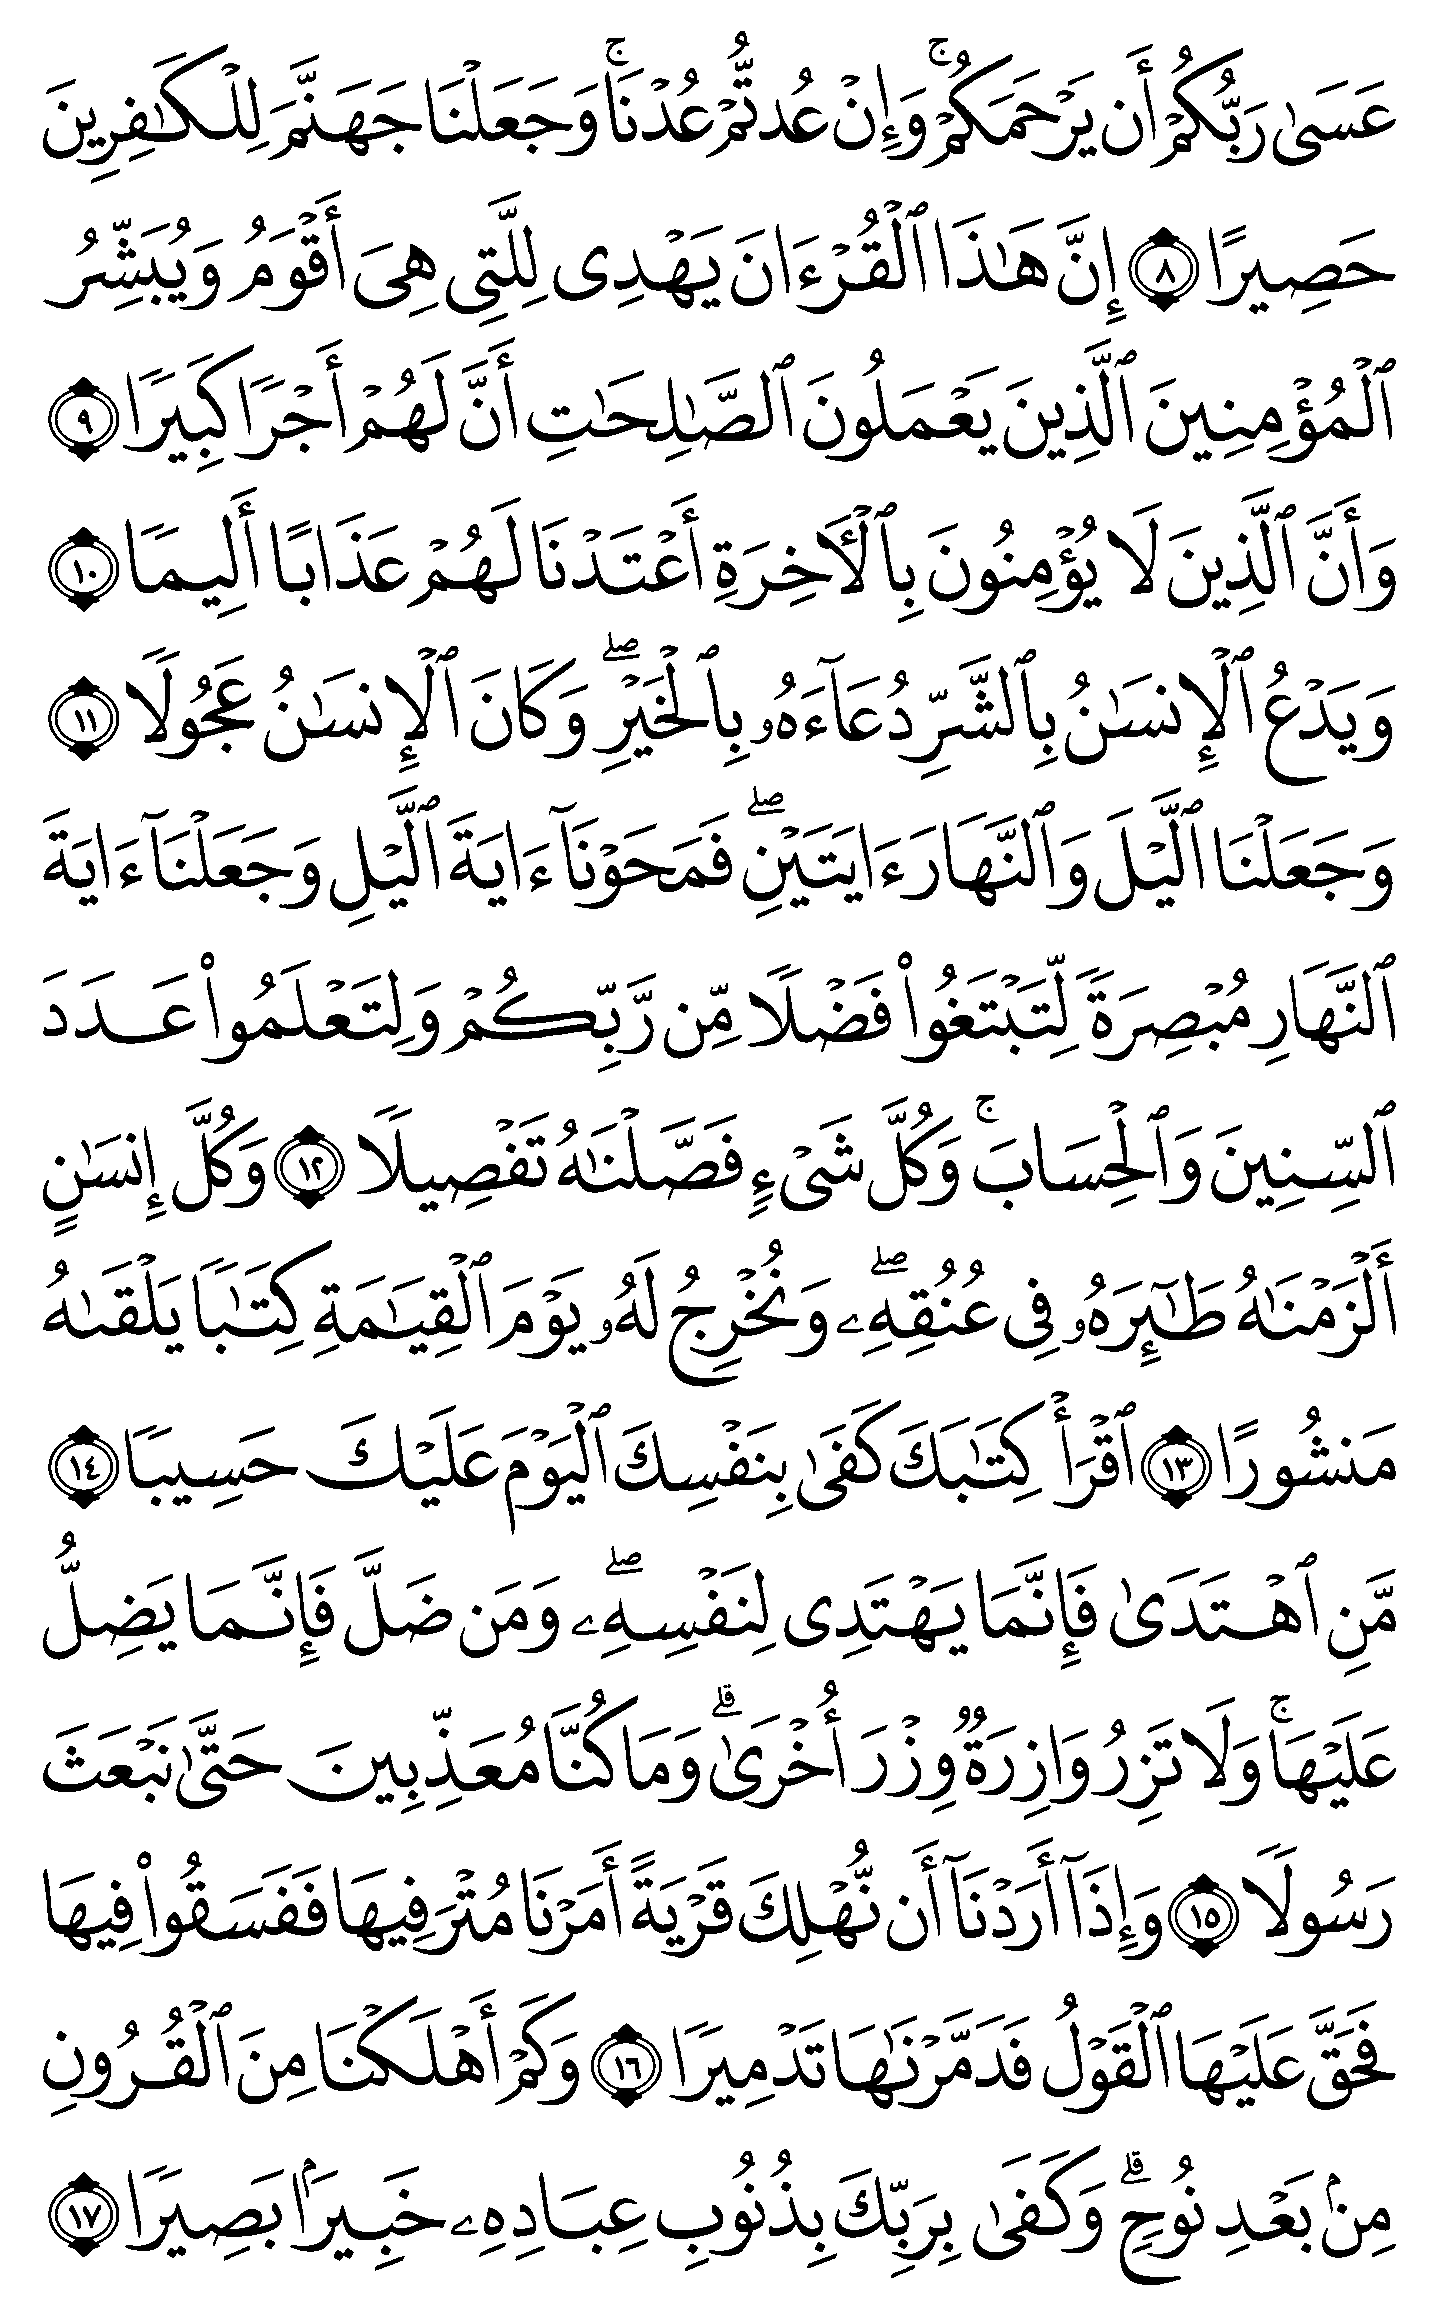 عَسَىٰ رَبُّكُمْ أَن يَرْحَمَكُمْ ۚ وَإِنْ عُدتُّمْ عُدْنَا ۘ وَجَعَلْنَا جَهَنَّمَ لِلْكَـٰفِرِينَ
حَصِيرًا ٨ إِنَّ هَـٰذَا ٱلْقُرْءَانَ يَهْدِى لِلَّتِى هِىَ أَقْوَمُ وَيُبَشِّرُ
ٱلْمُؤْمِنِينَ ٱلَّذِينَ يَعْمَلُونَ ٱلصَّـٰلِحَـٰتِ أَنَّ لَهُمْ أَجْرًا كَبِيرًا ٩
وَأَنَّ ٱلَّذِينَ لَا يُؤْمِنُونَ بِٱلْـَٔاخِرَةِ أَعْتَدْنَا لَهُمْ عَذَابًا أَلِيمًا ١٠
وَيَدْعُ ٱلْإِنسَـٰنُ بِٱلشَّرِّ دُعَآءَهُۥ بِٱلْخَيْرِ ۖ وَكَانَ ٱلْإِنسَـٰنُ عَجُولًا ١١
وَجَعَلْنَا ٱلَّيْلَ وَٱلنَّهَارَ ءَايَتَيْنِ ۖ فَمَحَوْنَآ ءَايَةَ ٱلَّيْلِ وَجَعَلْنَآ ءَايَةَ
ٱلنَّهَارِ مُبْصِرَةً لِّتَبْتَغُوا۟ فَضْلًا مِّن رَّبِّكُمْ وَلِتَعْلَمُوا۟ عَدَدَ
ٱلسِّنِينَ وَٱلْحِسَابَ ۚ وَكُلَّ شَىْءٍ فَصَّلْنَـٰهُ تَفْصِيلًا ١٢ وَكُلَّ إِنسَـٰنٍ
أَلْزَمْنَـٰهُ طَـٰٓئِرَهُۥ فِى عُنُقِهِۦ ۖ وَنُخْرِجُ لَهُۥ يَوْمَ ٱلْقِيَـٰمَةِ كِتَـٰبًا يَلْقَىٰهُ
مَنشُورًا ١٣ ٱقْرَأْ كِتَـٰبَكَ كَفَىٰ بِنَفْسِكَ ٱلْيَوْمَ عَلَيْكَ حَسِيبًا ١٤
مَّنِ ٱهْتَدَىٰ فَإِنَّمَا يَهْتَدِى لِنَفْسِهِۦ ۖ وَمَن ضَلَّ فَإِنَّمَا يَضِلُّ
عَلَيْهَا ۚ وَلَا تَزِرُ وَازِرَةٌ وِزْرَ أُخْرَىٰ ۗ وَمَا كُنَّا مُعَذِّبِينَ حَتَّىٰ نَبْعَثَ
رَسُولًا ١٥ وَإِذَآ أَرَدْنَآ أَن نُّهْلِكَ قَرْيَةً أَمَرْنَا مُتْرَفِيهَا فَفَسَقُوا۟ فِيهَا
فَحَقَّ عَلَيْهَا ٱلْقَوْلُ فَدَمَّرْنَـٰهَا تَدْمِيرًا ١٦ وَكَمْ أَهْلَكْنَا مِنَ ٱلْقُرُونِ
مِنۢ بَعْدِ نُوحٍ ۗ وَكَفَىٰ بِرَبِّكَ بِذُنُوبِ عِبَادِهِۦ خَبِيرًۢا بَصِيرًا ١٧